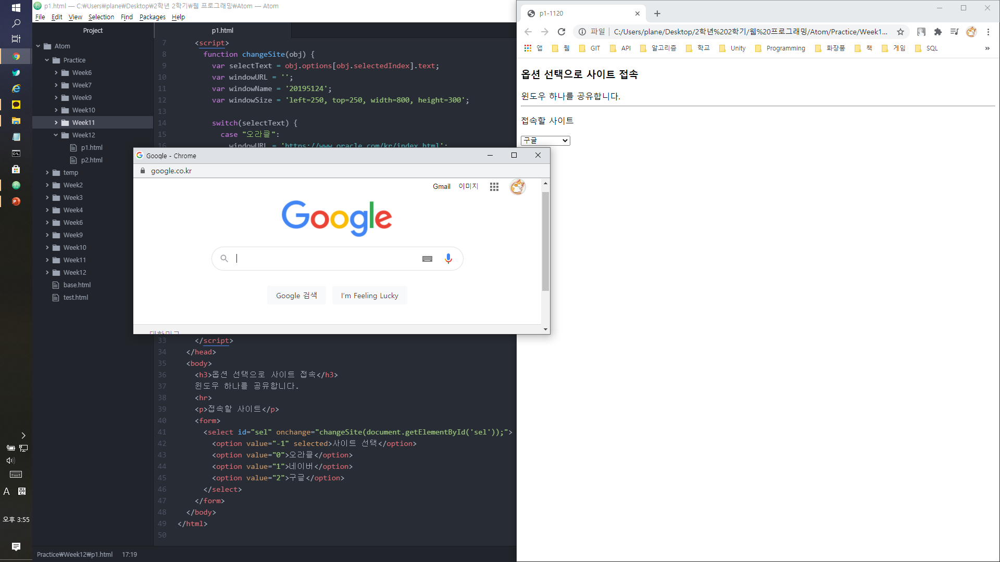 p1.html — C:₩Users₩plane₩Desktop₩2학년 2학기₩웹 프로그래밍₩Atom — Atom
File Edit View Selection Find Packages Help
Project
Atom
Practice
Week6
Week7
Week9
Week10
Week11
Week12
p1.html
p2.html
temp
Week2
Week3
Week4
Week6
Week9
Week10
Week11
Week12
base.html
test.html
p1.html
7 <script>
8 function changeSite(obj) {
9 var selectText = obj.options[obj.selectedIndex].text;
10 var windowURL = '';
11 var windowName = '20195124';
12 var windowSize = 'left=250, top=250, width=800, height=300';
13
14 switch(selectText) {
15 case "오라클":
16 windowURL = 'https://www.oracle.com/kr/index.html';
Google - Chrome
google.co.kr
Gmail 이미지
Google
Google 검색 I'm Feeling Lucky
대한민국
33 </script>
34 </head>
35 <body>
36 <h3>옵션 선택으로 사이트 접속</h3>
37 윈도우 하나를 공유합니다.
38 <hr>
39 <p>접속할 사이트</p>
40 <form>
41 <select id="sel" onchange="changeSite(document.getElementById('sel'));">
42 <option value="-1" selected>사이트 선택</option>
43 <option value="0">오라클</option>
44 <option value="1">네이버</option>
45 <option value="2">구글</option>
46 </select>
47 </form>
48 </body>
49 </html>
50
Practice₩Week12₩p1.html 17:19
p1-1120
파일 C:/Users/plane/Desktop/2학년%202학기/웹%20프로그래밍/Atom/Practice/Week1...
앱 웹 GIT API 알고리즘 학교 Unity Programming 화장품 책 게임 SQL »
옵션 선택으로 사이트 접속
윈도우 하나를 공유합니다.
접속할 사이트
구글
A 한
오후 3:55